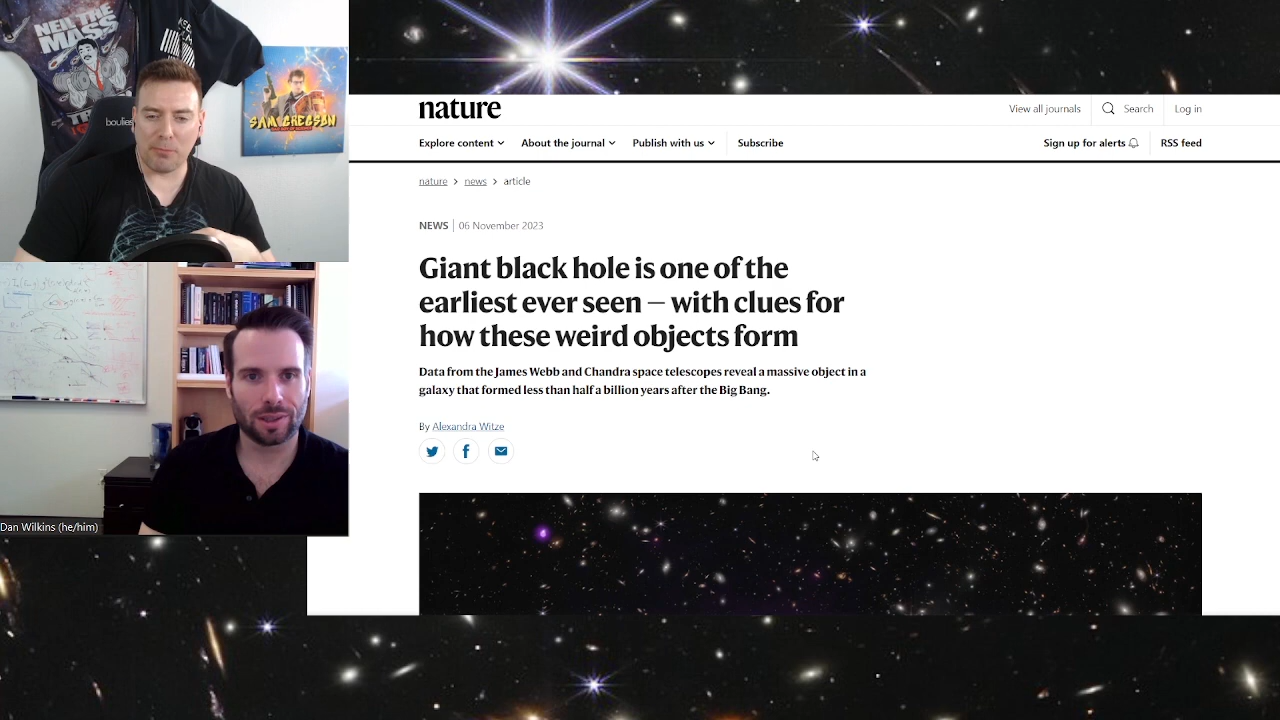 NEIL THE
MASS
TR
boulies
SAM GREGSON
Dan Wilkins (he/him)
nature
View all journals
Search
Log in
Explore content
About the journal
Publish with us
Subscribe
Sign up for alerts
RSS feed
nature > news > article
NEWS | 06 November 2023
Giant black hole is one of the
earliest ever seen — with clues for
how these weird objects form
Data from the James Webb and Chandra space telescopes reveal a massive object in a
galaxy that formed less than half a billion years after the Big Bang.
By Alexandra Witze